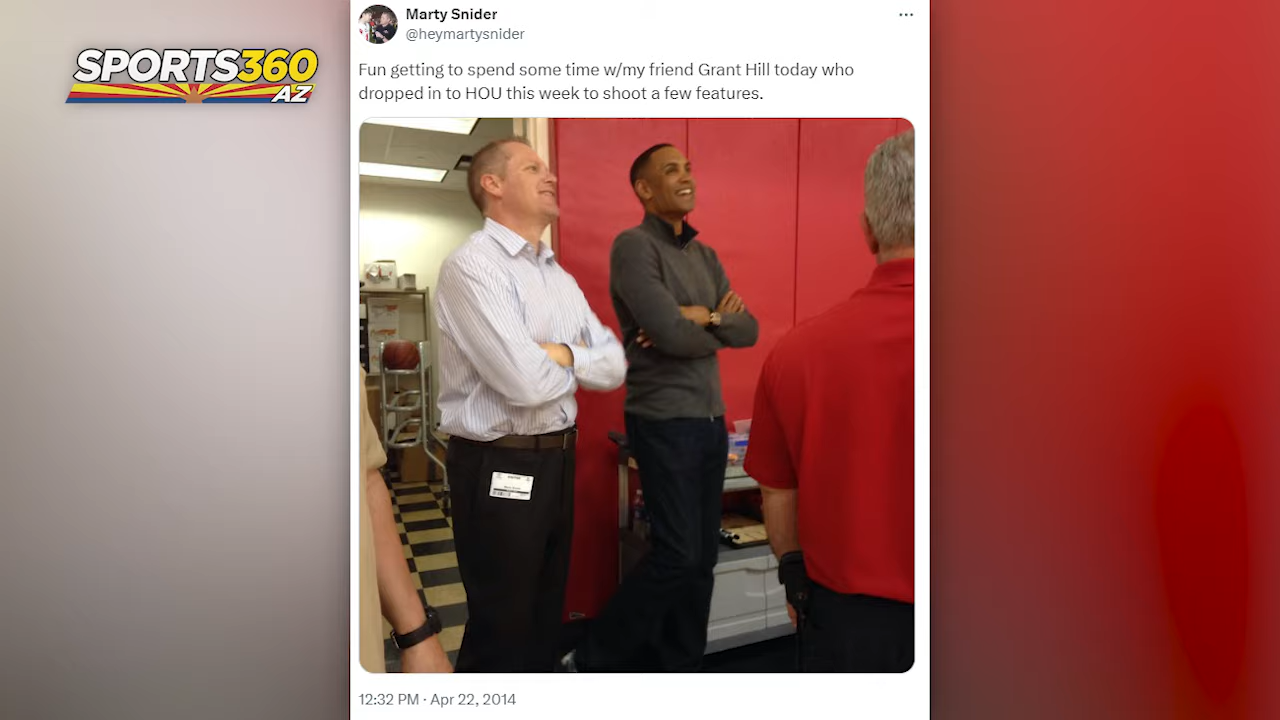 SPORTS360
AZ
Marty Snider
@heymartysnider
Fun getting to spend some time w/my friend Grant Hill today who
dropped in to HOU this week to shoot a few features.
12:32 PM · Apr 22, 2014